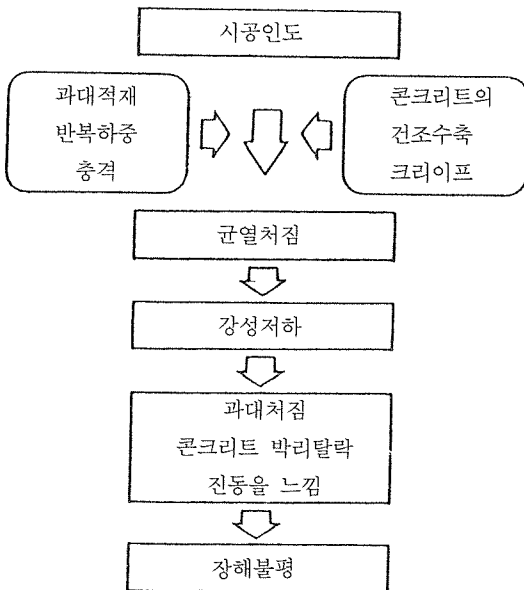 시공인도
과대적재
반복하중
충격
콘크리트의
건조수축
크리이프
균열처짐
강성저하
과대처짐
콘크리트 박리탈락
진동을 느낌
장해불평